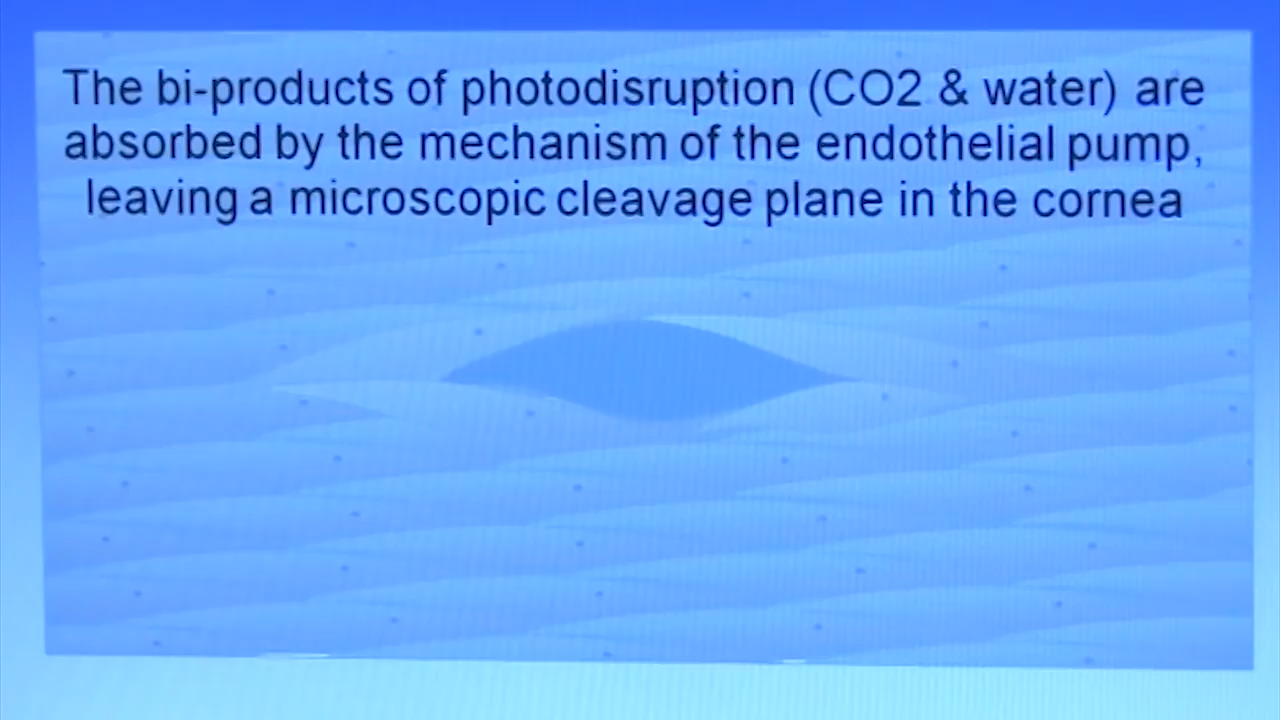 The bi-products of photodisruption (CO2 & water) are
absorbed by the mechanism of the endothelial pump,
leaving a microscopic cleavage plane in the cornea